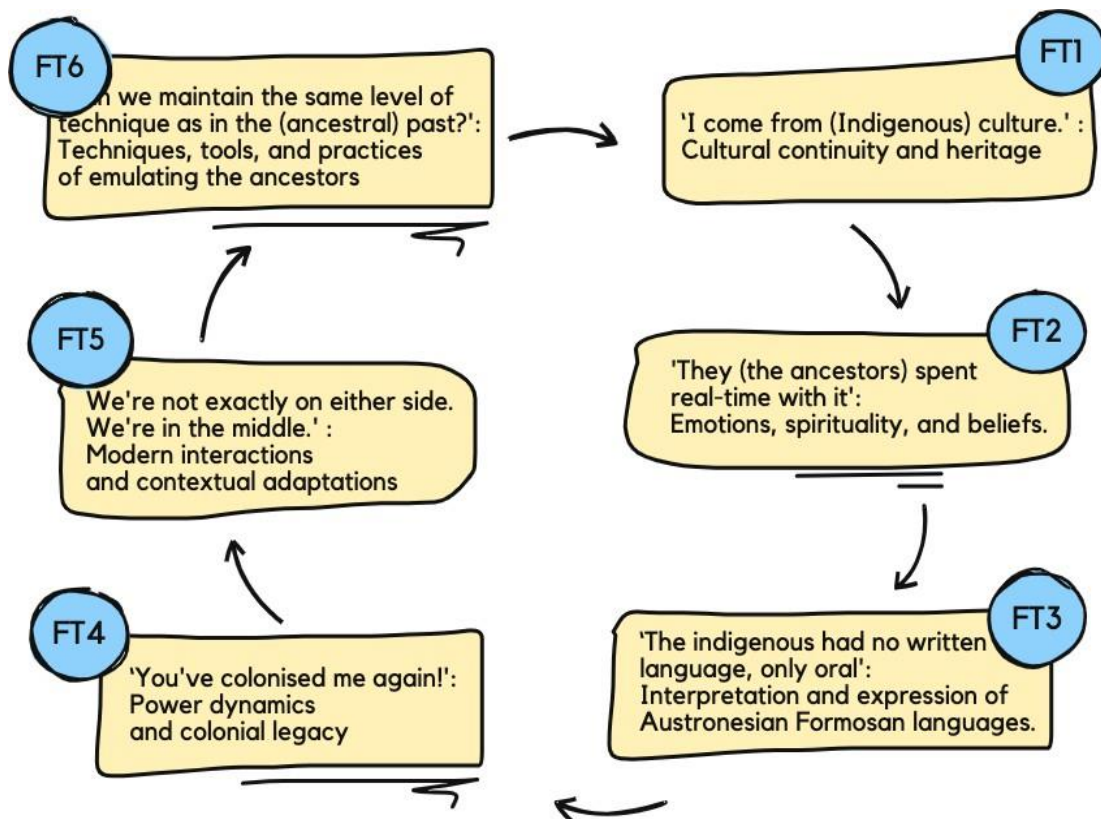 FT1
'I come from (Indigenous) culture.' :
Cultural continuity and heritage
FT2
'They (the ancestors) spent
real-time with it':
Emotions, spirituality, and beliefs.
FT3
'The indigenous had no written
language, only oral':
Interpretation and expression of
Austronesian Formosan languages.
FT4
'You've colonised me again!':
Power dynamics
and colonial legacy
FT5
We're not exactly on either side.
We're in the middle.' :
Modern interactions
and contextual adaptations
FT6
we maintain the same level of
technique as in the (ancestral) past?':
Techniques, tools, and practices
of emulating the ancestors